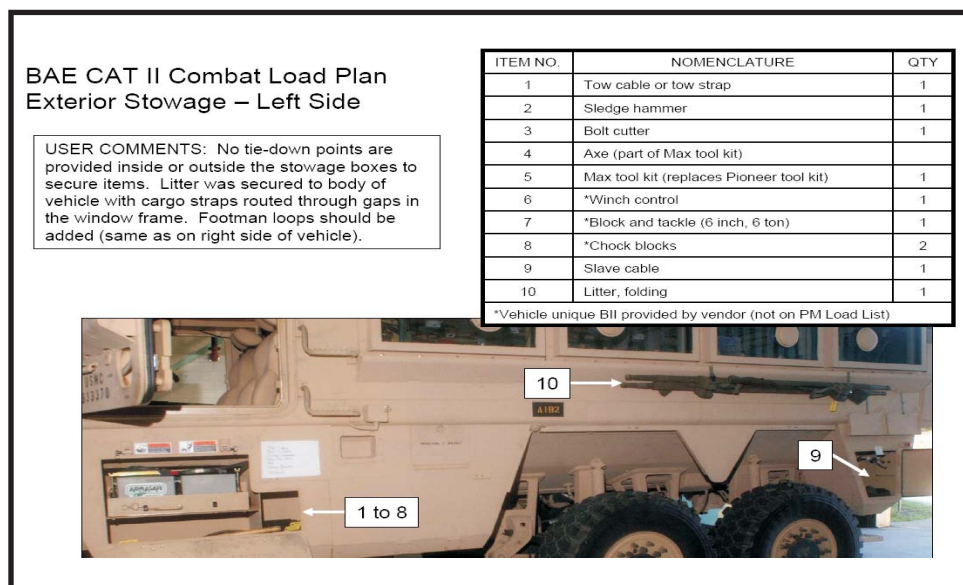 BAE CAT II Combat Load Plan
Exterior Stowage – Left Side
USER COMMENTS: No tie-down points are
provided inside or outside the stowage boxes to
secure items. Litter was secured to body of
vehicle with cargo straps routed through gaps in
the window frame. Footman loops should be
added (same as on right side of vehicle).
ITEM NO. NOMENCLATURE QTY
1 Tow cable or tow strap 1
2 Sledge hammer 1
3 Bolt cutter 1
4 Axe (part of Max tool kit)
5 Max tool kit (replaces Pioneer tool kit) 1
6 *Winch control 1
7 *Block and tackle (6 inch, 6 ton) 1
8 *Chock blocks 2
9 Slave cable 1
10 Litter, folding 1
*Vehicle unique BII provided by vendor (not on PM Load List)
USMC
10
A1B2
9
1 to 8